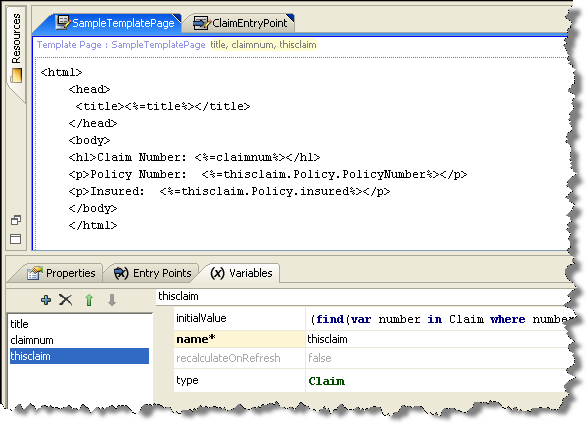 Resources
SampleTemplatePage ClaimEntryPoint
Template Page : SampleTemplatePage title, claimnum, thisclaim
<html>
<head>
<title><%=title%></title>
</head>
<body>
<hl>Claim Number: <%=claimnum%></hl>
<p>Policy Number: <%=thisclaim.Policy.PolicyNumber%></p>
<p>Insured: <%=thisclaim.Policy.insured%></p>
</body>
</html>
Properties Entry Points (x) Variables
thisclaim
title
claimnum
thisclaim
initialValue (find(var number in Claim where number
name* thisclaim
recalculateOnRefresh false
type Claim